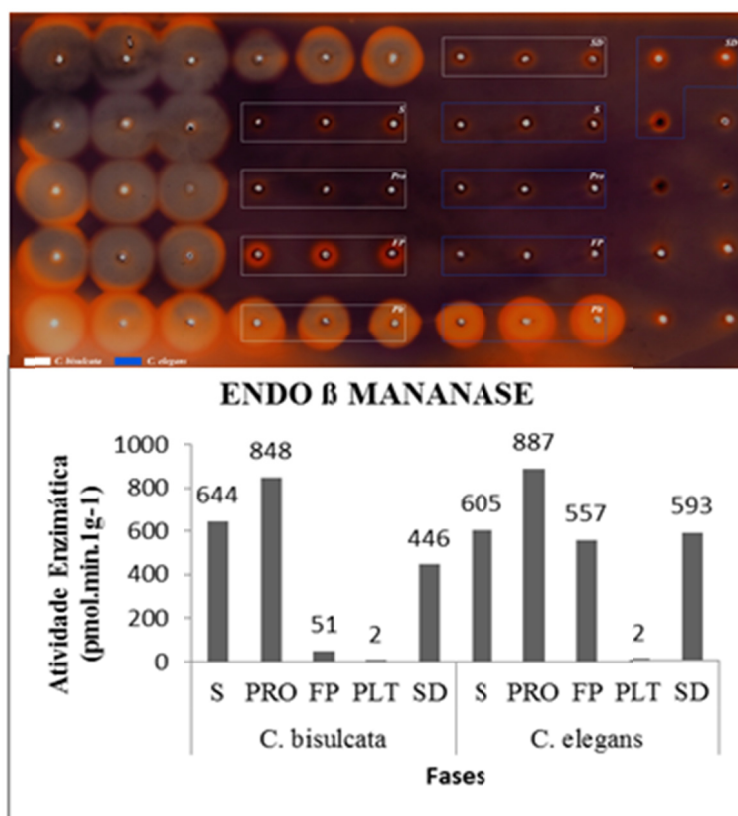 SD SD
S S
Pro Pro
FP FP
Plt Plt
C. bisulcata C. elegans
ENDO ß MANANASE
Atividade Enzimática
(pmol.min.1g-1)
1000
800
600
400
200
0
644 848 51 2 446 605 887 557 2 593
S PRO FP PLT SD S PRO FP PLT SD
C. bisulcata C. elegans
Fases